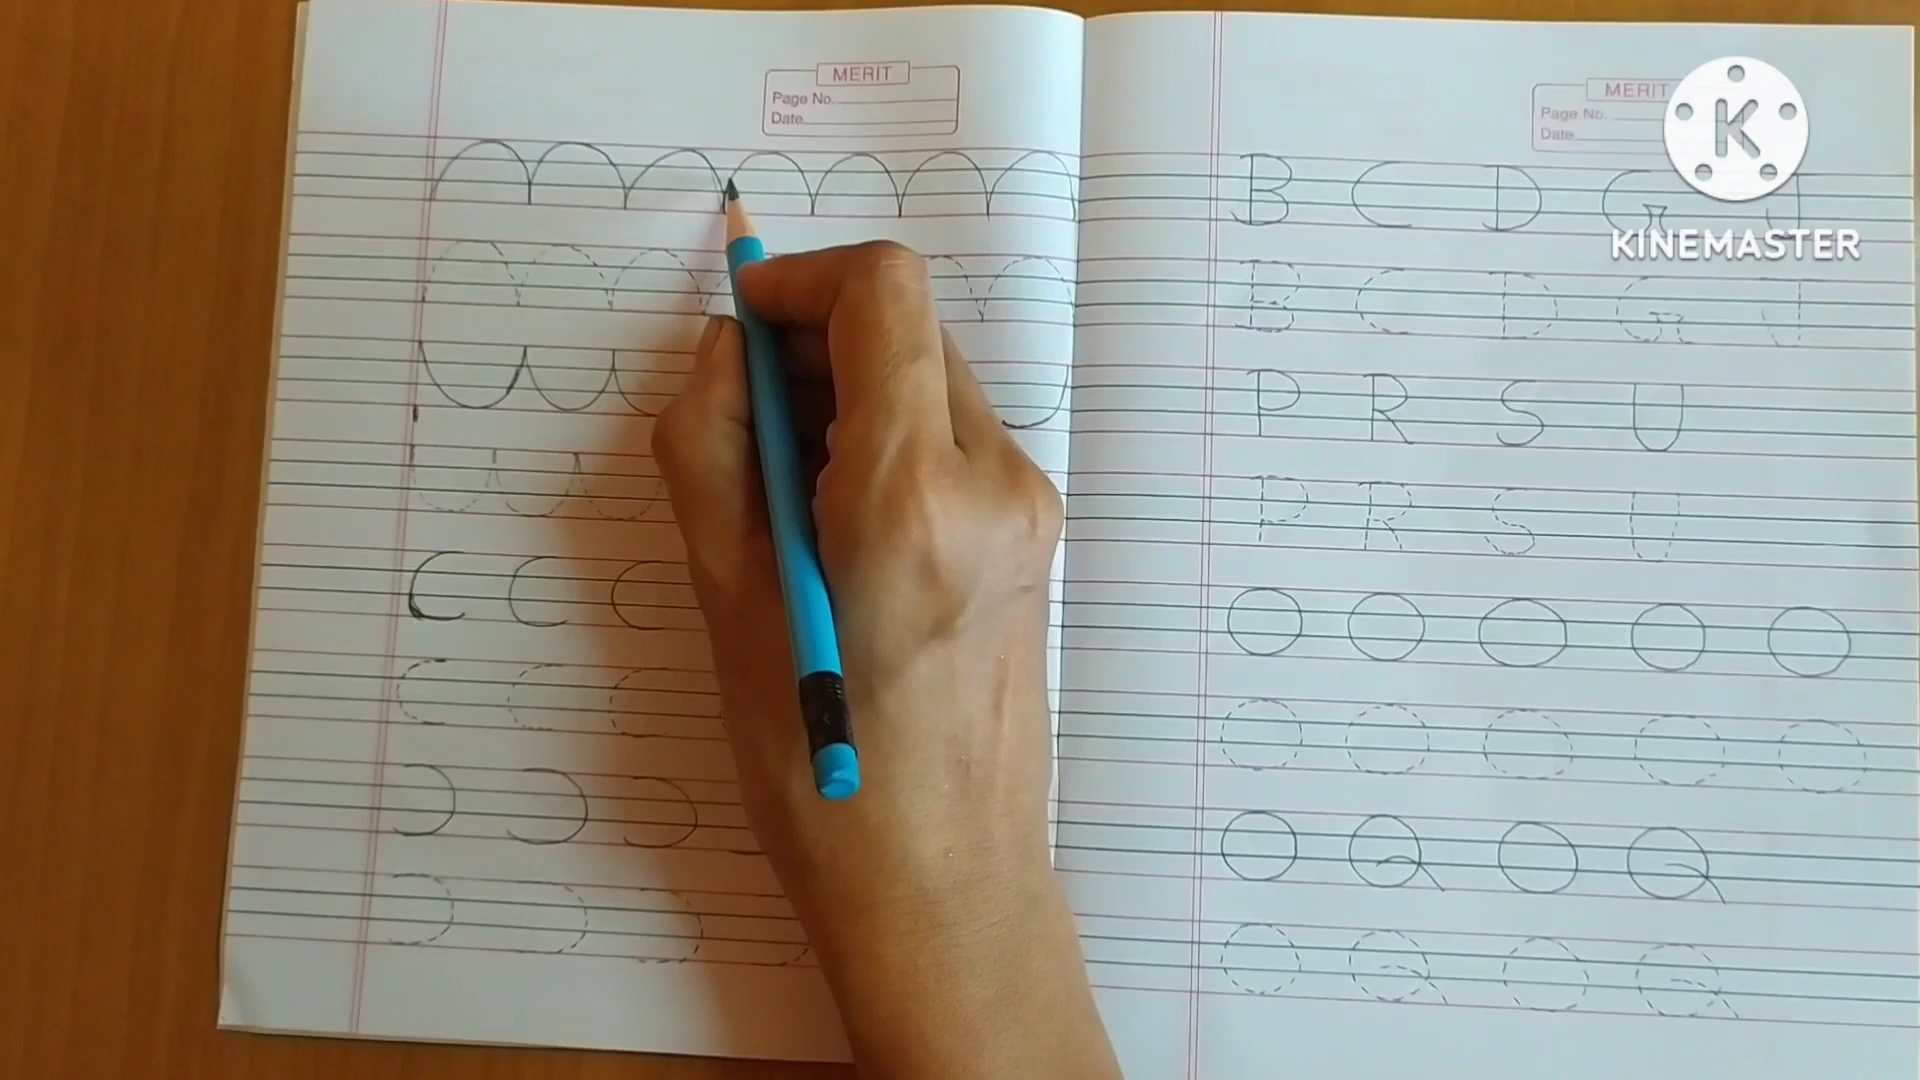 MERIT
Page No.
Date
C C C
C C C
MERIT
Page No.
Date
B C D G J
B C D G J
P R S U
P R S U
O O O O O
O O O O O
O Q O Q
O Q O Q
K
KINEMASTER